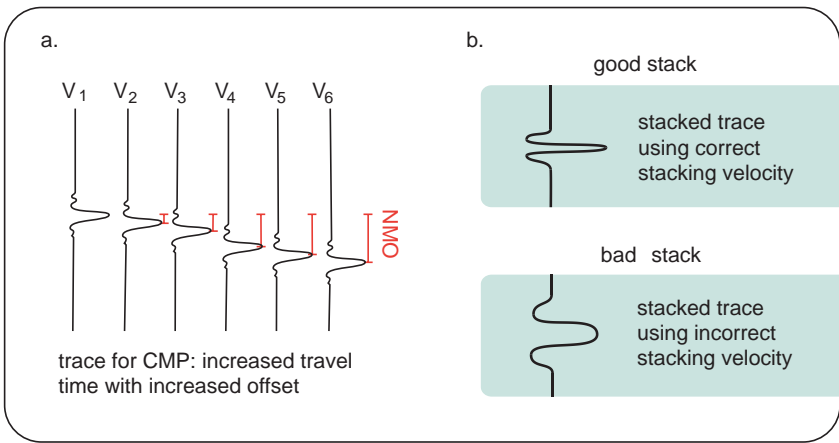 a.
V1 V2 V3 V4 V5 V6
NMO
trace for CMP: increased travel
time with increased offset
b.
good stack
stacked trace
using correct
stacking velocity
bad stack
stacked trace
using incorrect
stacking velocity